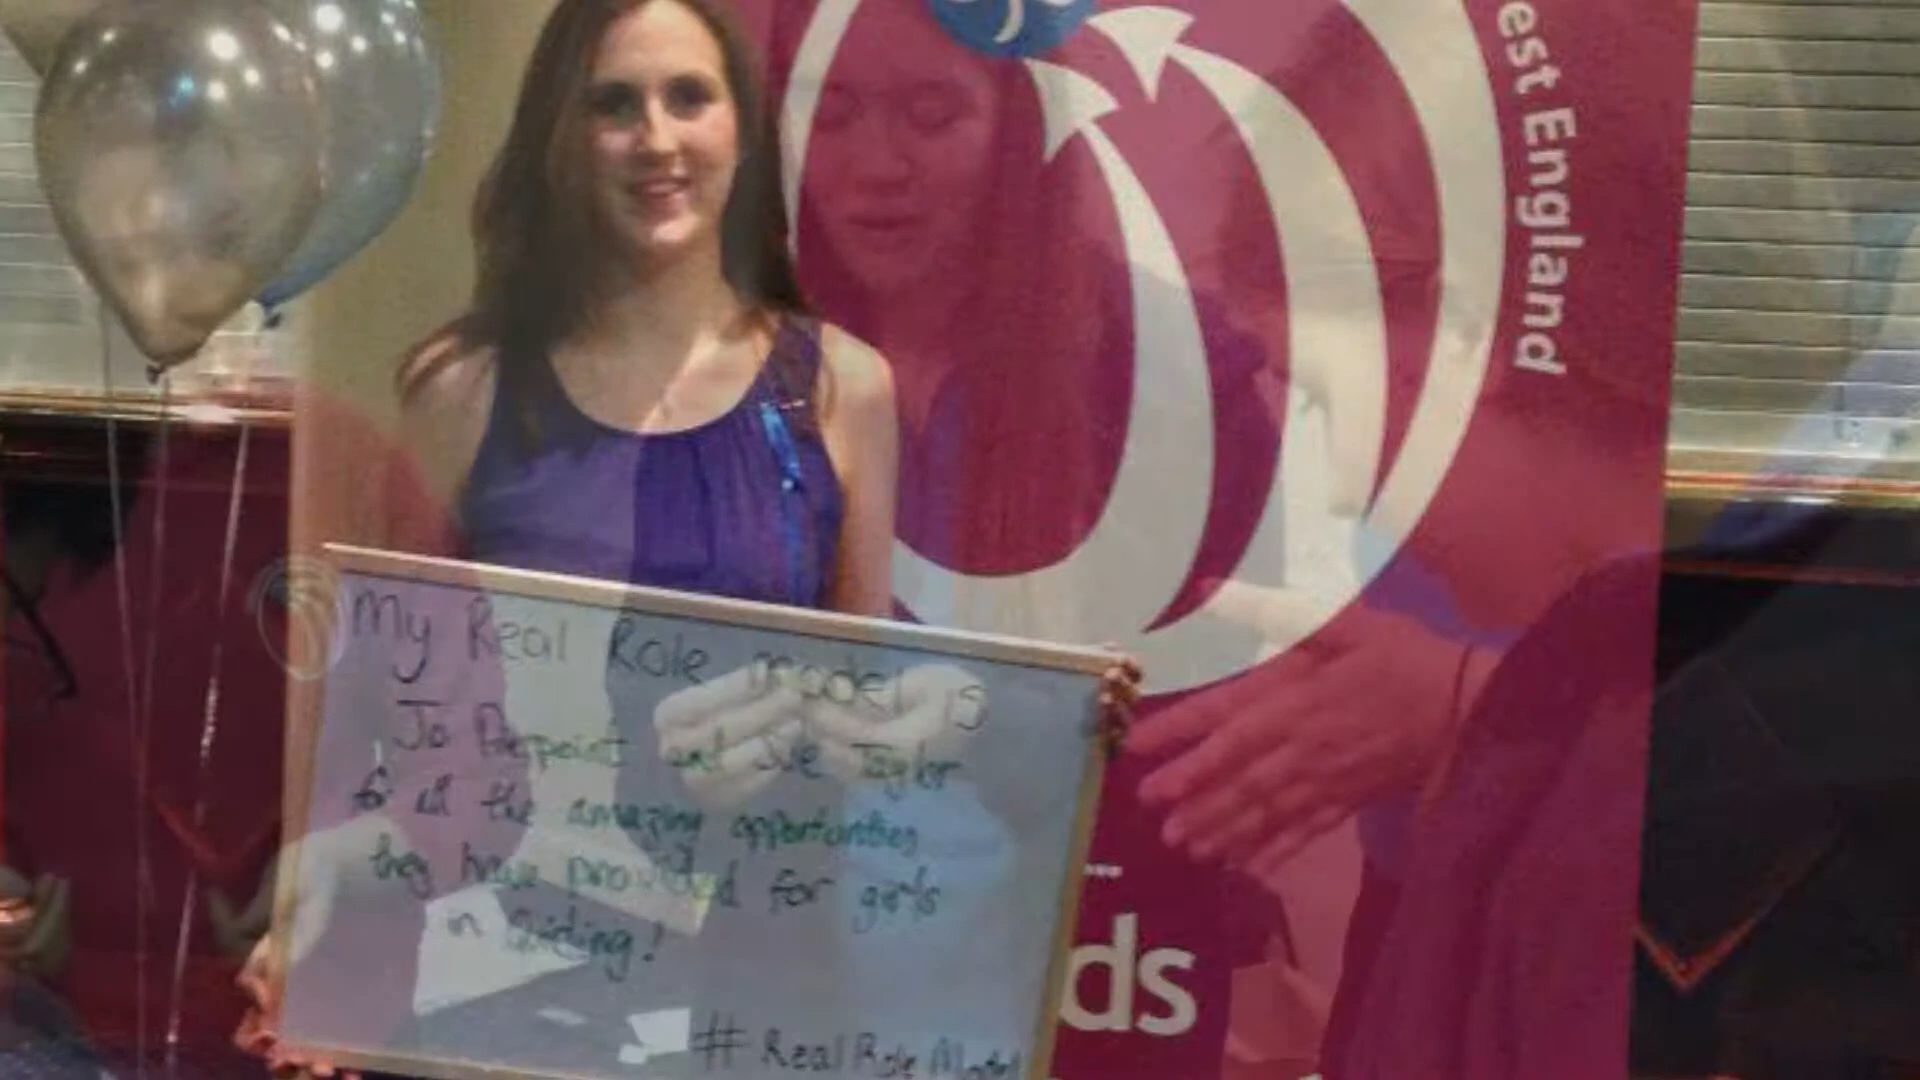 est England
My Real Role model is
Jo Pierpoint and Sue Taylor
for all the amazing opportunities
they have provided for girls
in Guiding!
#RealRoleModel
ds